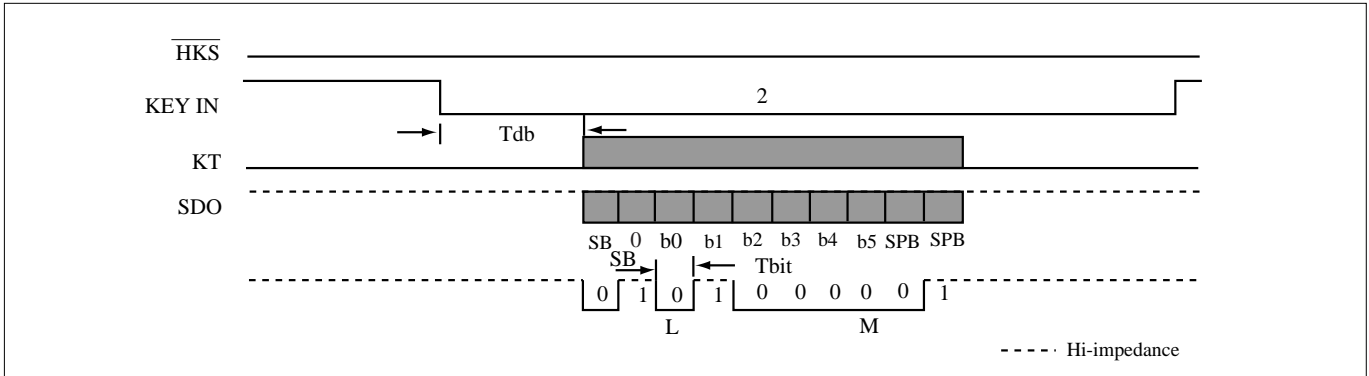 HKS
KEY IN
2
Tdb
KT
SDO
SB 0 b0 b1 b2 b3 b4 b5 SPB SPB
SB Tbit
0 1 0 1 0 0 0 0 0 1
L M
Hi-impedance